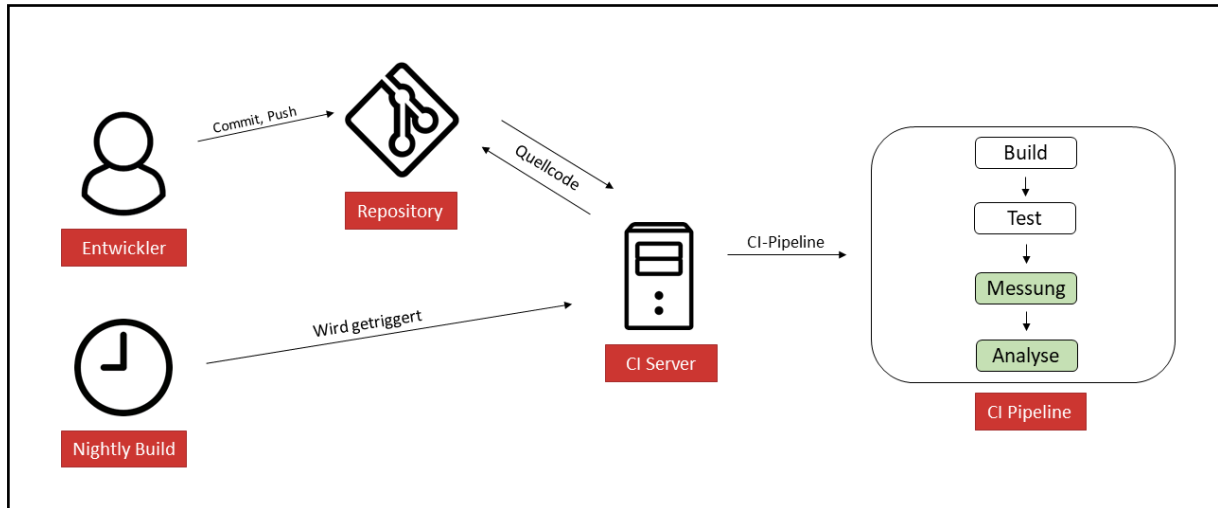 Commit, Push
Entwickler
Repository
Quellcode
Nightly Build
Wird getriggert
CI Server
CI-Pipeline
Build
Test
Messung
Analyse
CI Pipeline